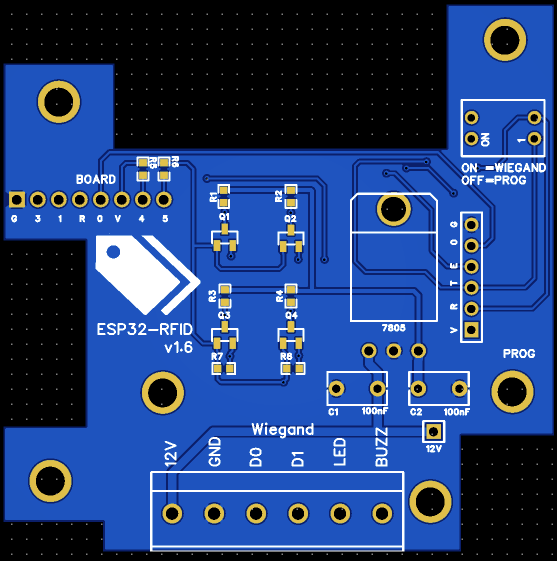 ON
1
ON =WIEGAND
OFF=PROG
BOARD
R5
R6
G 3 1 R 0 V 4 5
R1
R2
Q1
Q2
G
O
E
T
R
V
ESP32-RFID
v1.6
R3
R4
Q3
Q4
7805
R7
R8
PROG
C1 100nF
C2 100nF
Wiegand
12V
12V
GND
D0
D1
LED
BUZZ